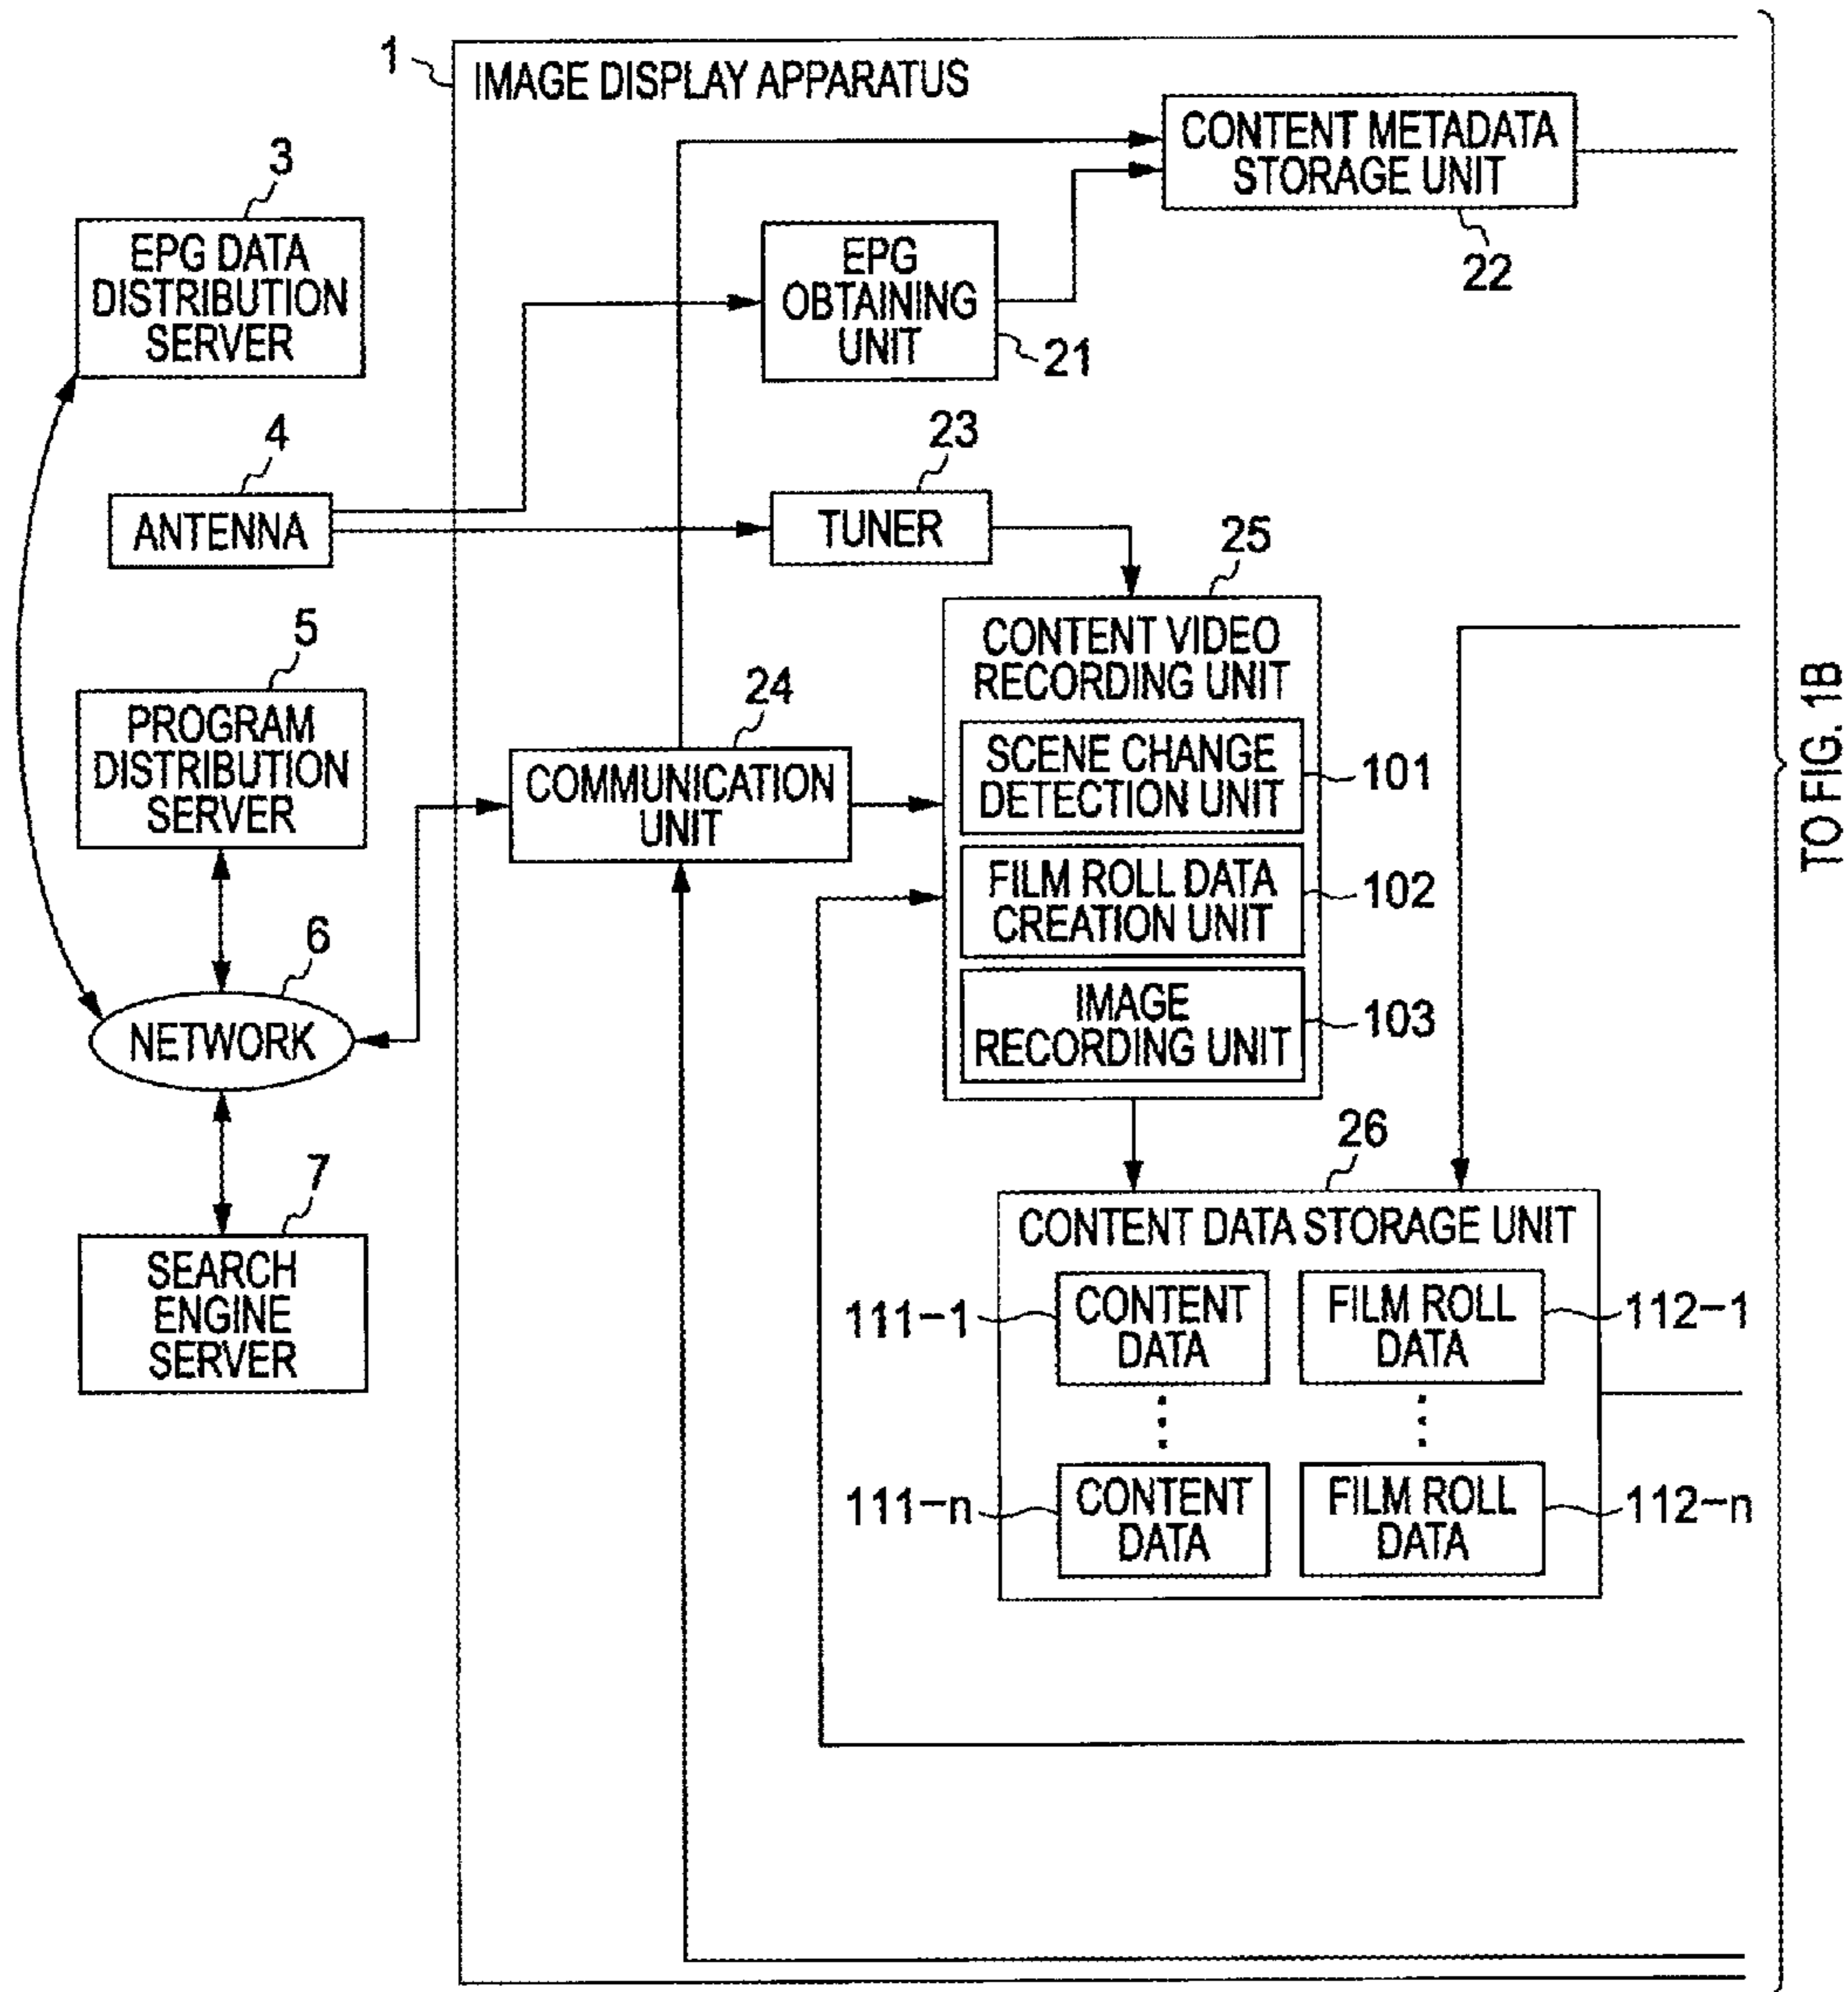 1
IMAGE DISPLAY APPARATUS
CONTENT METADATA
STORAGE UNIT
22
3
EPG DATA
DISTRIBUTION
SERVER
EPG
OBTAINING
UNIT
21
4
ANTENNA
23
TUNER
25
CONTENT VIDEO
RECORDING UNIT
SCENE CHANGE
DETECTION UNIT
101
FILM ROLL DATA
CREATION UNIT
102
IMAGE
RECORDING UNIT
103
5
PROGRAM
DISTRIBUTION
SERVER
24
COMMUNICATION
UNIT
6
NETWORK
7
SEARCH
ENGINE
SERVER
26
CONTENT DATA STORAGE UNIT
111-1
CONTENT
DATA
FILM ROLL
DATA
112-1
111-n
CONTENT
DATA
FILM ROLL
DATA
112-n
TO FIG. 1B